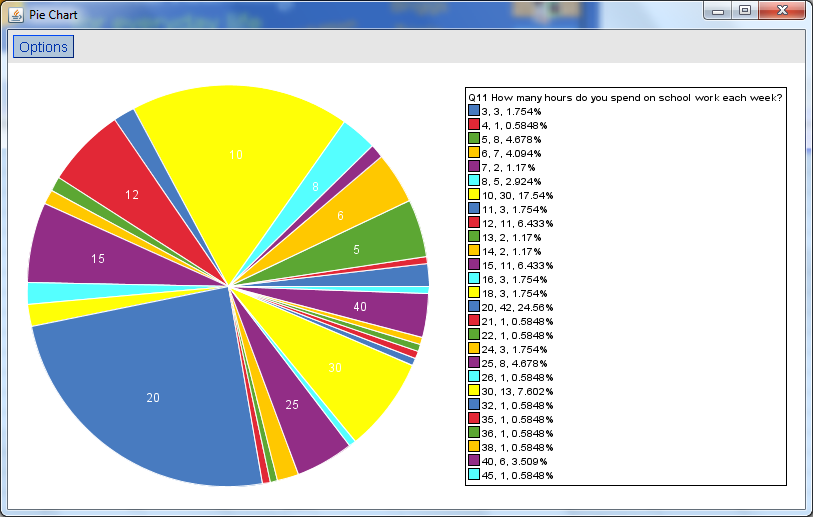 Pie Chart
Options
Q11 How many hours do you spend on school work each week?
3, 3, 1.754%
4, 1, 0.5848%
5, 8, 4.678%
6, 7, 4.094%
7, 2, 1.17%
8, 5, 2.924%
10, 30, 17.54%
11, 3, 1.754%
12, 11, 6.433%
13, 2, 1.17%
14, 2, 1.17%
15, 11, 6.433%
16, 3, 1.754%
18, 3, 1.754%
20, 42, 24.56%
21, 1, 0.5848%
22, 1, 0.5848%
24, 3, 1.754%
25, 8, 4.678%
26, 1, 0.5848%
30, 13, 7.602%
32, 1, 0.5848%
35, 1, 0.5848%
36, 1, 0.5848%
38, 1, 0.5848%
40, 6, 3.509%
45, 1, 0.5848%
10
8
6
5
12
15
40
30
20
25